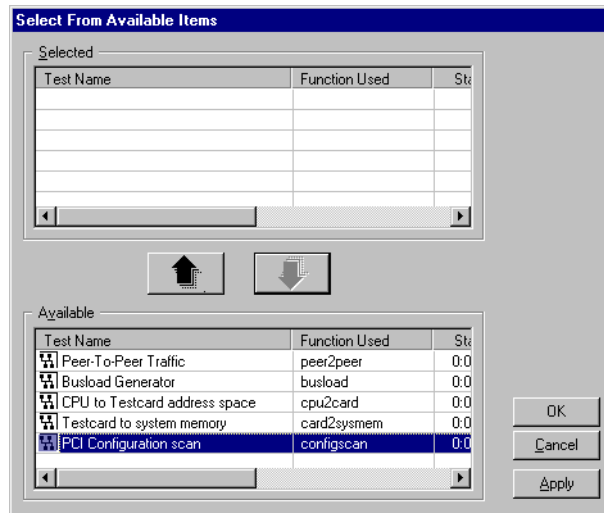 Select From Available Items
Selected
Test Name Function Used Sta
Available
Test Name Function Used Sta
Peer-To-Peer Traffic peer2peer 0:0
Busload Generator busload 0:0
CPU to Testcard address space cpu2card 0:0
Testcard to system memory card2sysmem 0:0
PCI Configuration scan configscan 0:0
OK
Cancel
Apply